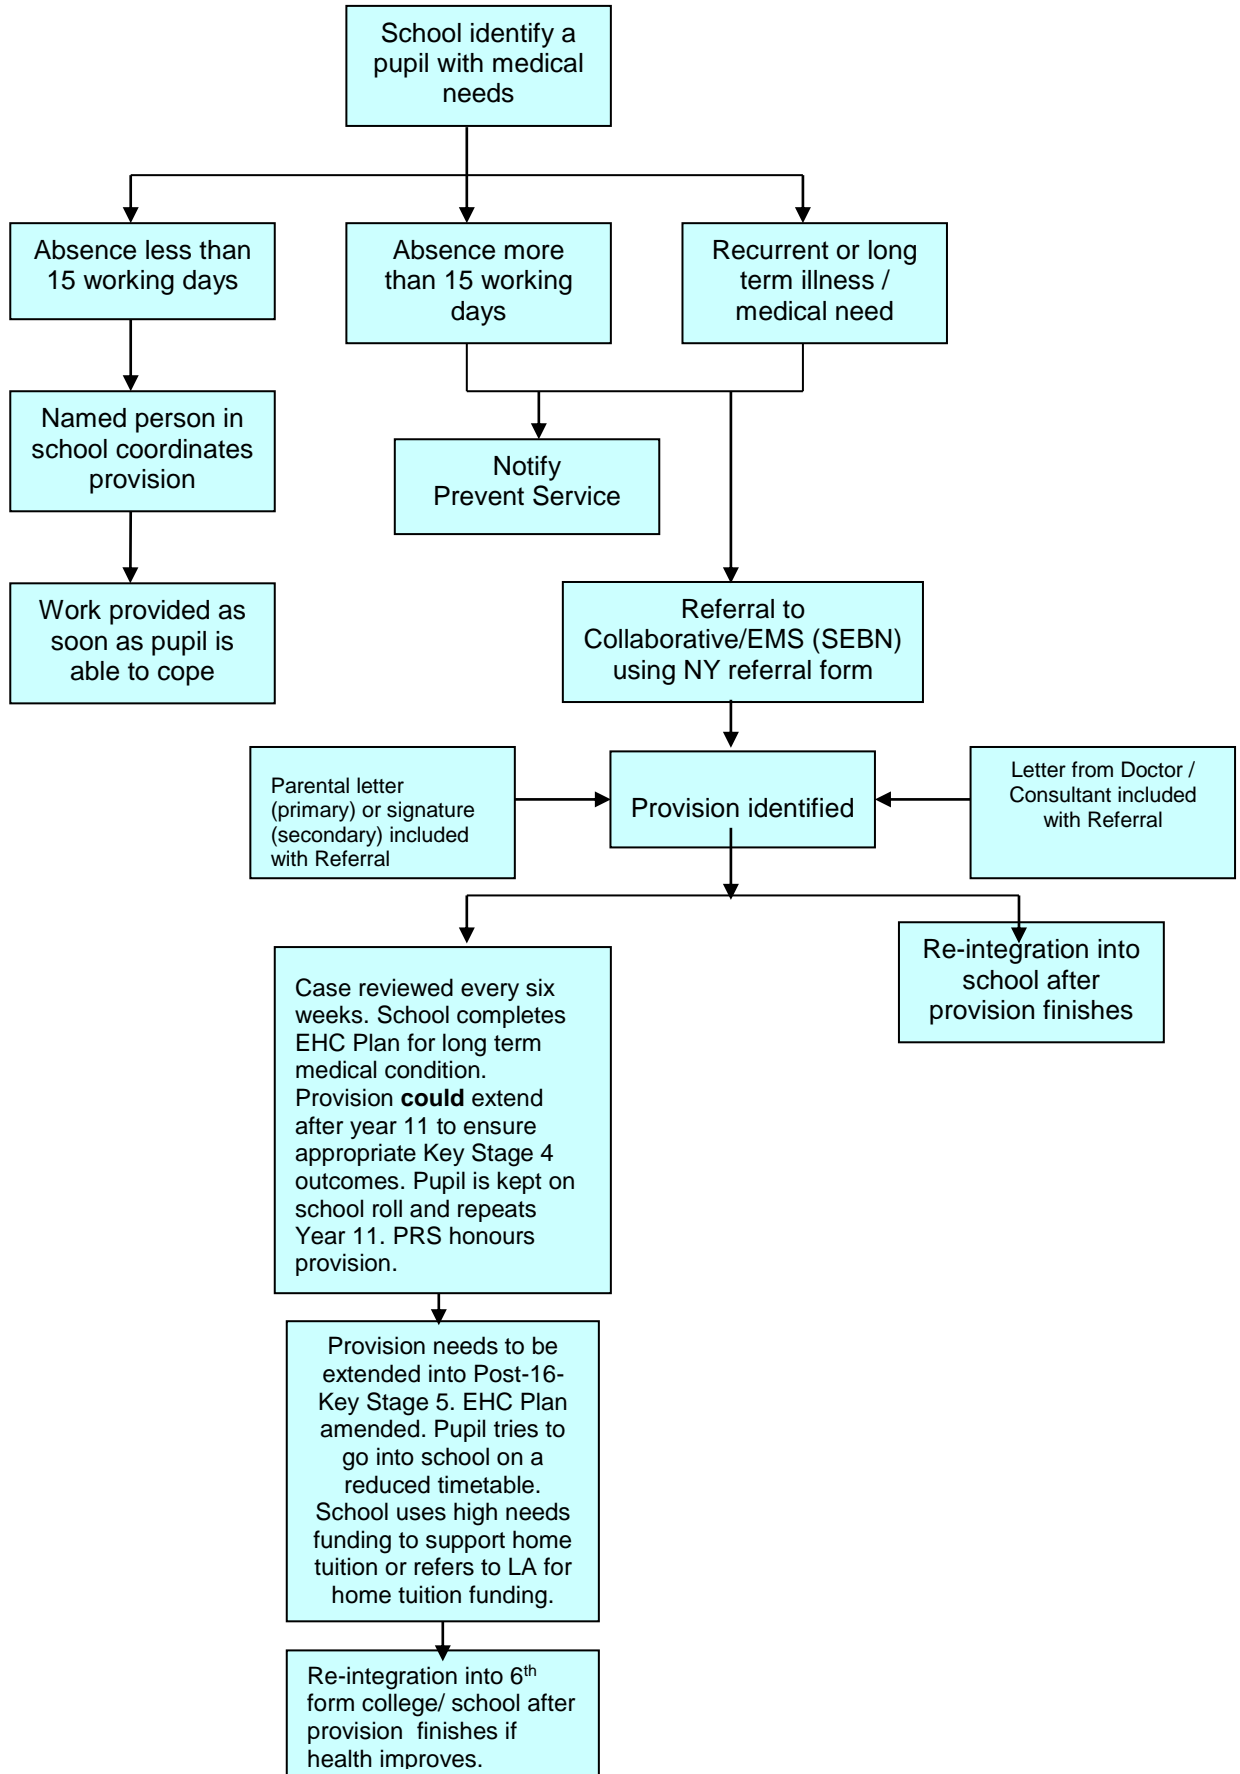 School identify a
pupil with medical
needs
Absence less than
15 working days
Absence more
than 15 working
days
Recurrent or long
term illness /
medical need
Named person in
school coordinates
provision
Notify
Prevent Service
Work provided as
soon as pupil is
able to cope
Referral to
Collaborative/EMS (SEBN)
using NY referral form
Parental letter
(primary) or signature
(secondary) included
with Referral
Provision identified
Letter from Doctor /
Consultant included
with Referral
Case reviewed every six
weeks. School completes
EHC Plan for long term
medical condition.
Provision could extend
after year 11 to ensure
appropriate Key Stage 4
outcomes. Pupil is kept on
school roll and repeats
Year 11. PRS honours
provision.
Re-integration into
school after
provision finishes
Provision needs to be
extended into Post-16-
Key Stage 5. EHC Plan
amended. Pupil tries to
go into school on a
reduced timetable.
School uses high needs
funding to support home
tuition or refers to LA for
home tuition funding.
Re-integration into 6th
form college/ school after
provision  finishes if
health improves.